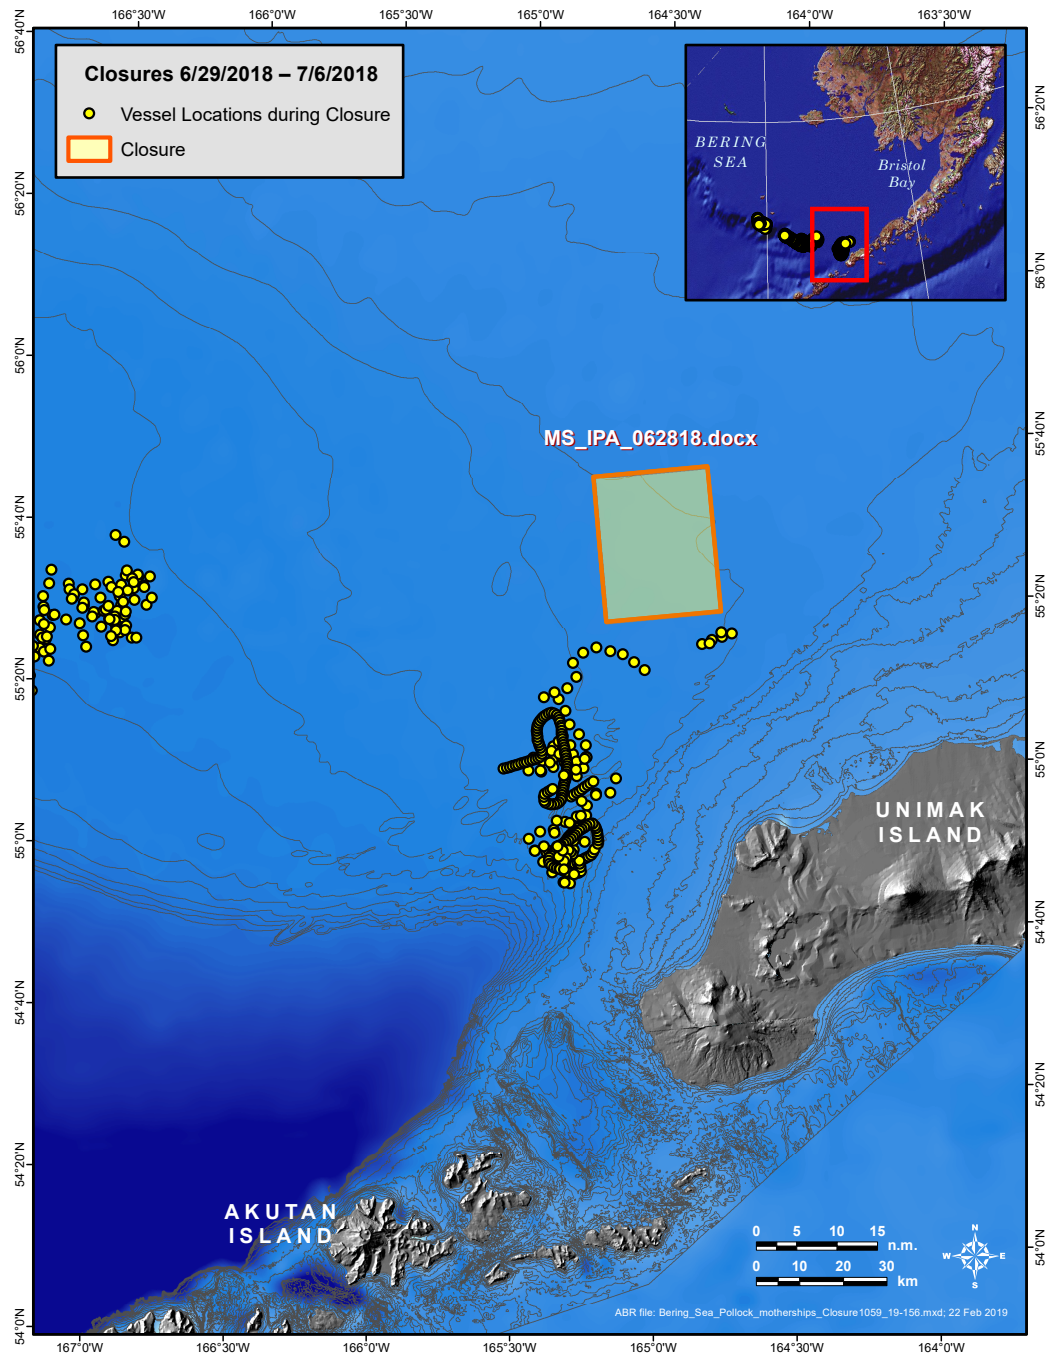 166°30'W 166°0'W 165°30'W 165°0'W 164°30'W 164°0'W 163°30'W
56°40'N
56°20'N
56°0'N
55°40'N
55°20'N
55°0'N
54°40'N
54°20'N
54°0'N
Closures 6/29/2018 – 7/6/2018
Vessel Locations during Closure
Closure
BERING
SEA
Bristol
Bay
56°20'N
56°0'N
55°40'N
55°20'N
55°0'N
54°40'N
54°20'N
54°0'N
MS_IPA_062818.docx
UNIMAK
ISLAND
AKUTAN
ISLAND
0 5 10 15
n.m.
0 10 20 30
km
N
W E
S
ABR file: Bering_Sea_Pollock_motherships_Closure1059_19-156.mxd; 22 Feb 2019
167°0'W 166°30'W 166°0'W 165°30'W 165°0'W 164°30'W 164°0'W